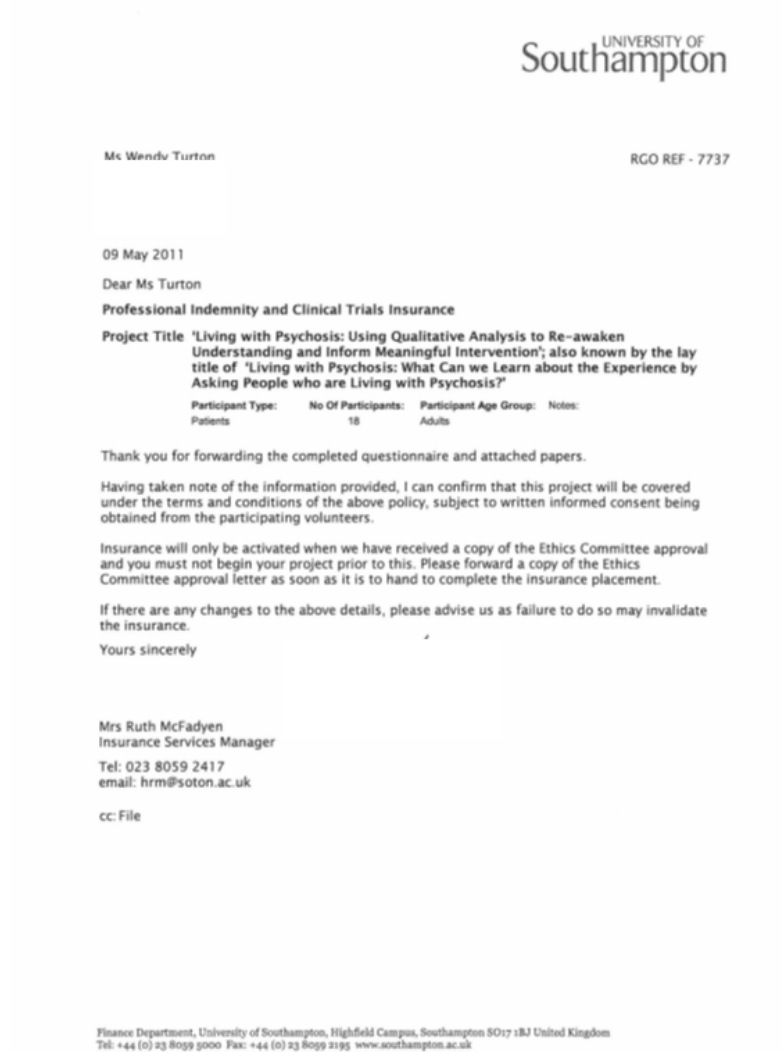 UNIVERSITY OF
Southampton
Ms Wendy Turton
RGO REF - 7737
09 May 2011
Dear Ms Turton
Professional Indemnity and Clinical Trials Insurance
Project Title 'Living with Psychosis: Using Qualitative Analysis to Re-awaken
Understanding and Inform Meaningful Intervention'; also known by the lay
title of 'Living with Psychosis: What Can we Learn about the Experience by
Asking People who are Living with Psychosis?'
Participant Type: No Of Participants: Participant Age Group: Notes:
Patients 18 Adults
Thank you for forwarding the completed questionnaire and attached papers.
Having taken note of the information provided, I can confirm that this project will be covered
under the terms and conditions of the above policy, subject to written informed consent being
obtained from the participating volunteers.
Insurance will only be activated when we have received a copy of the Ethics Committee approval
and you must not begin your project prior to this. Please forward a copy of the Ethics
Committee approval letter as soon as it is to hand to complete the insurance placement.
If there are any changes to the above details, please advise us as failure to do so may invalidate
the insurance.
Yours sincerely
Mrs Ruth McFadyen
Insurance Services Manager
Tel: 023 8059 2417
email: hrm@soton.ac.uk
cc: File
Finance Department, University of Southampton, Highfield Campus, Southampton SO17 1BJ United Kingdom
Tel: +44 (0) 23 8059 5000 Fax: +44 (0) 23 8059 2195 www.southampton.ac.uk